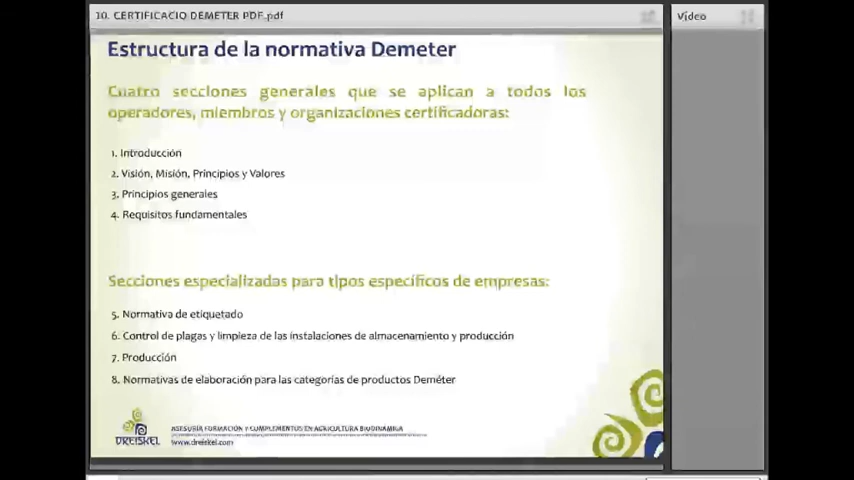 10. CERTIFICACIO DEMETER PDF.pdf
Vídeo
Estructura de la normativa Demeter
Cuatro secciones generales que se aplican a todos los
operadores, miembros y organizaciones certificadoras:
1. Introducción
2. Visión, Misión, Principios y Valores
3. Principios generales
4. Requisitos fundamentales
Secciones especializadas para tipos específicos de empresas:
5. Normativa de etiquetado
6. Control de plagas y limpieza de las instalaciones de almacenamiento y producción
7. Producción
8. Normativas de elaboración para las categorías de productos Deméter
DREISKEL
ASESORÍA FORMACIÓN Y COMPLEMENTOS EN AGRICULTURA BIODINÁMICA
www.dreiskel.com